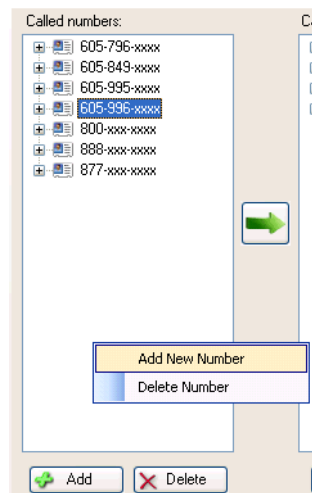 Called numbers:
605-796-xxxx
605-849-xxxx
605-995-xxxx
605-996-xxxx
800-xxx-xxxx
888-xxx-xxxx
877-xxx-xxxx
Add New Number
Delete Number
Add
Delete